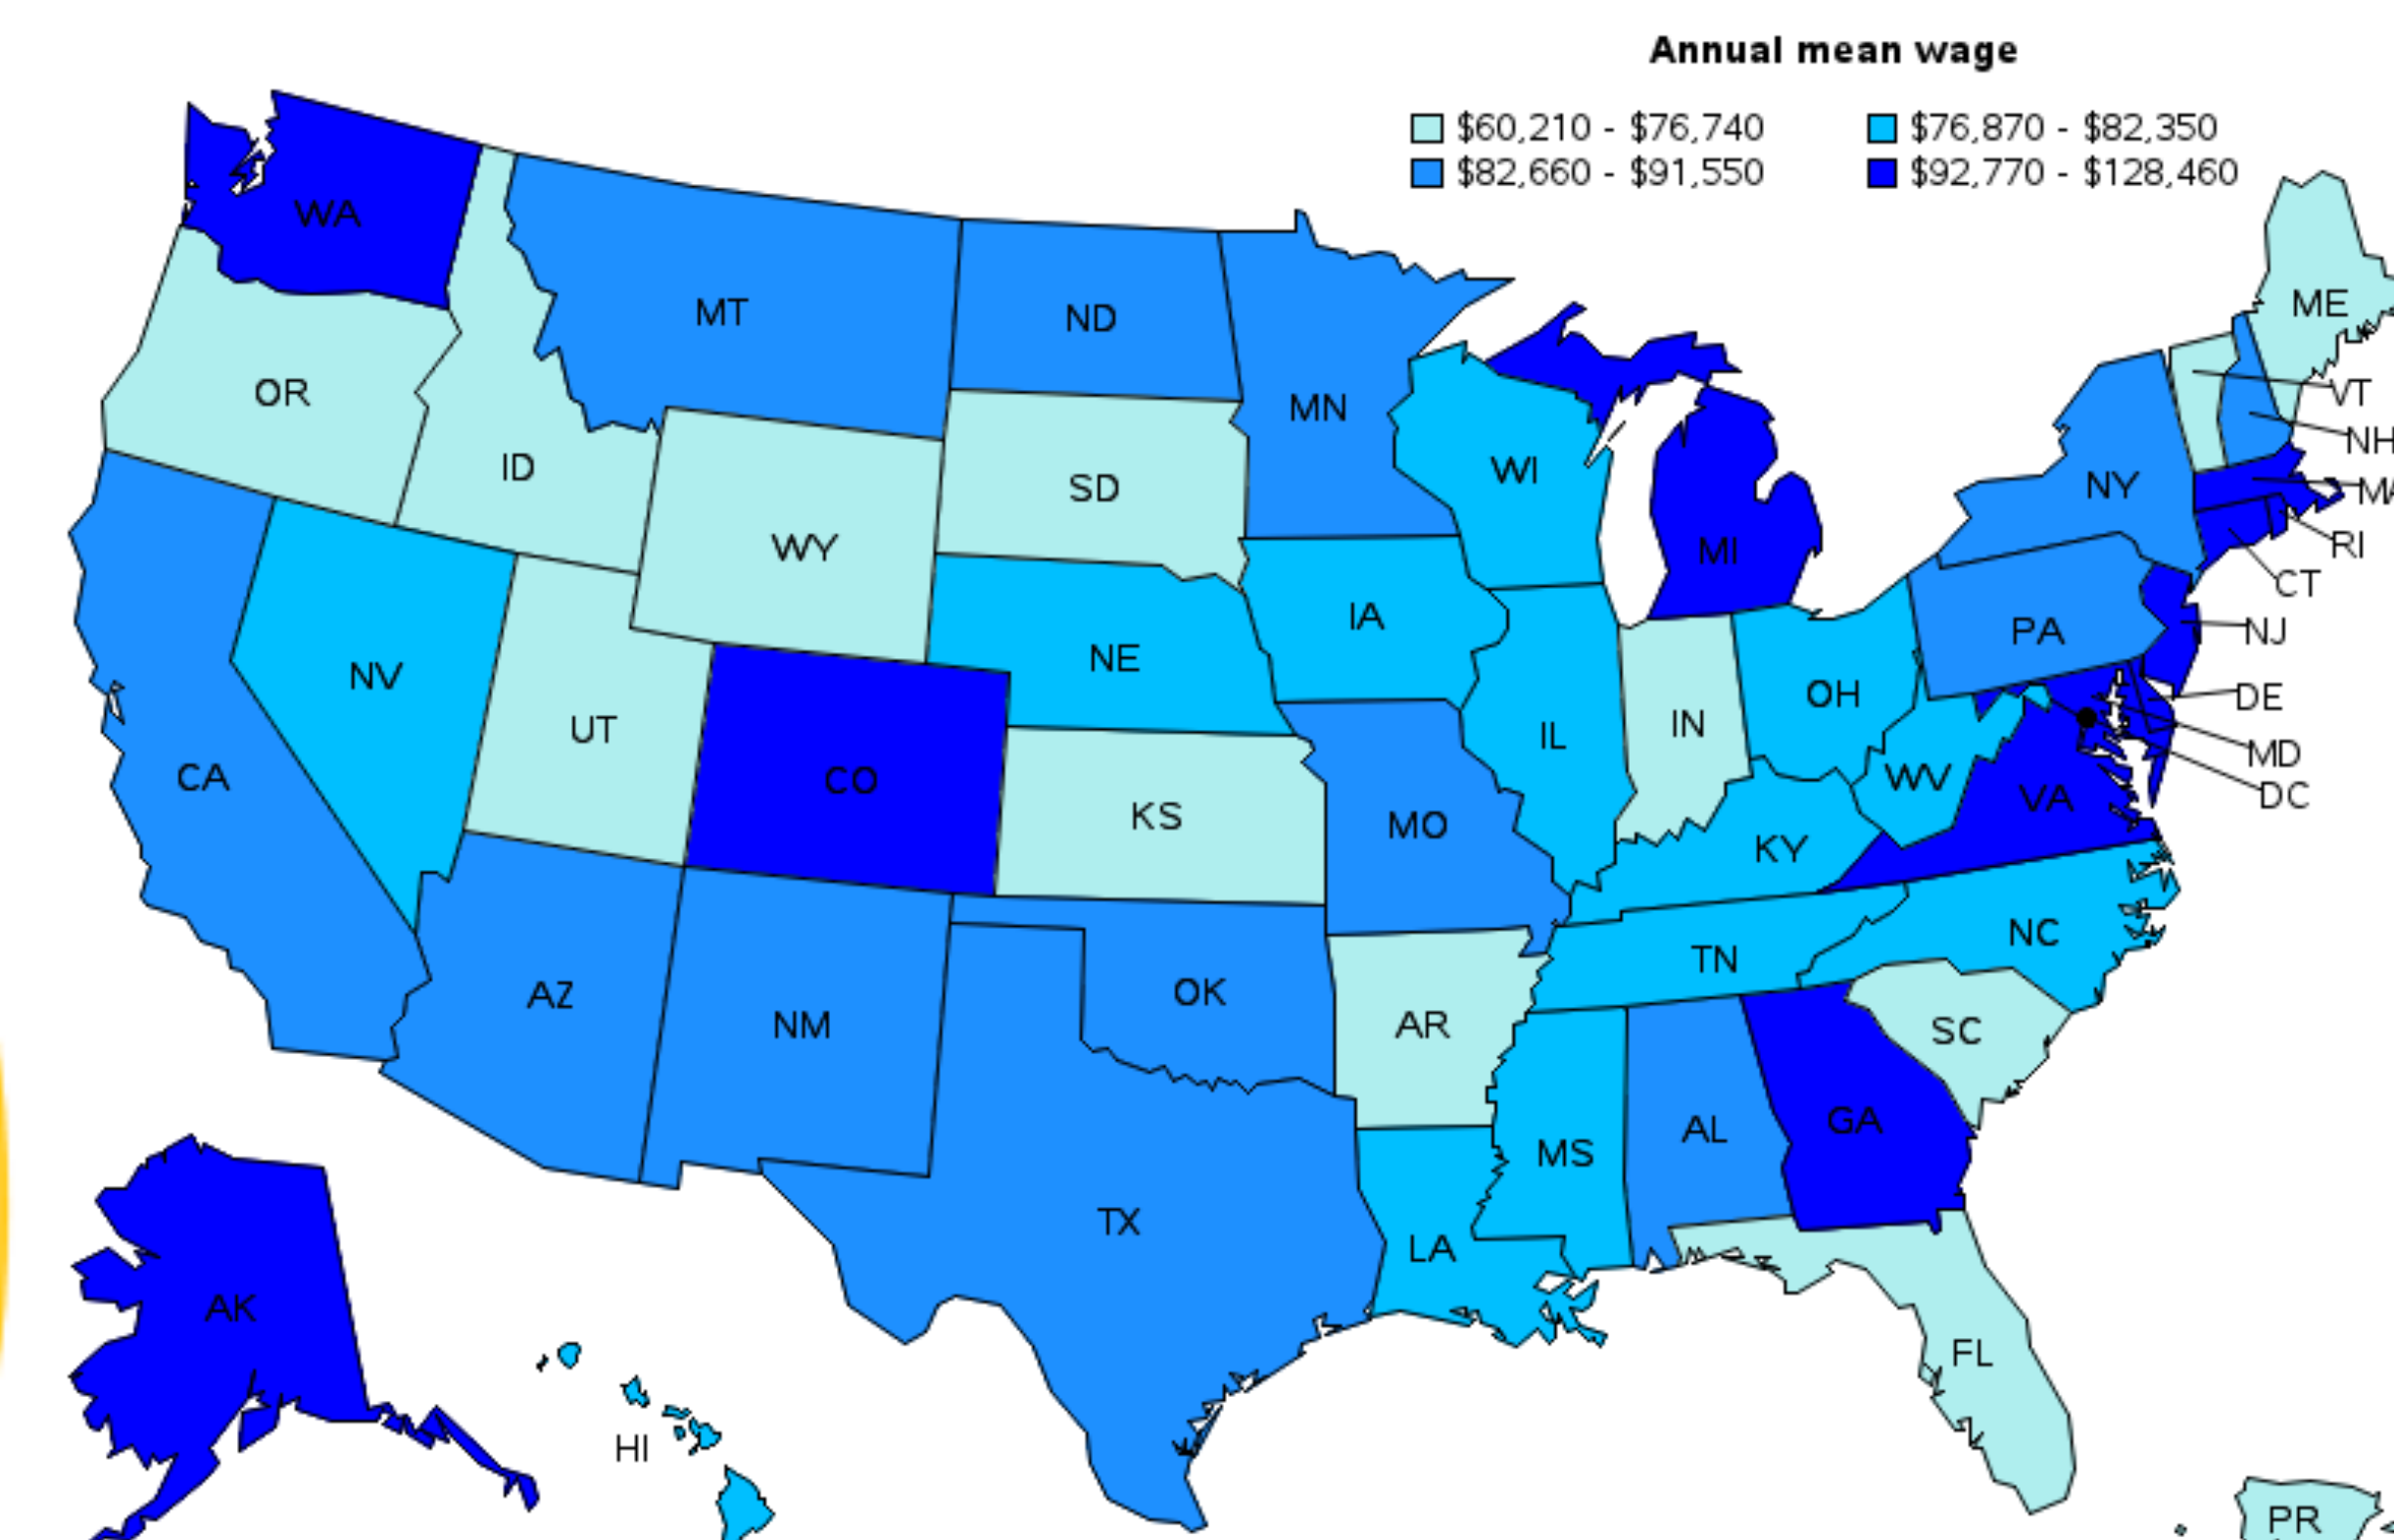 Annual mean wage
$60,210 - $76,740 $76,870 - $82,350
$82,660 - $91,550 $92,770 - $128,460
WA
ME
MT
ND
OR
VT
MN
NH
ID
WI
SD
NY
MA
WY
MI
RI
CT
IA
PA
NJ
NE
NV
OH
DE
UT
IN
IL
MD
CA
CO
WV
VA
DC
KS
MO
KY
NC
TN
AZ
OK
NM
AR
SC
GA
AL
MS
TX
LA
AK
FL
HI
PR